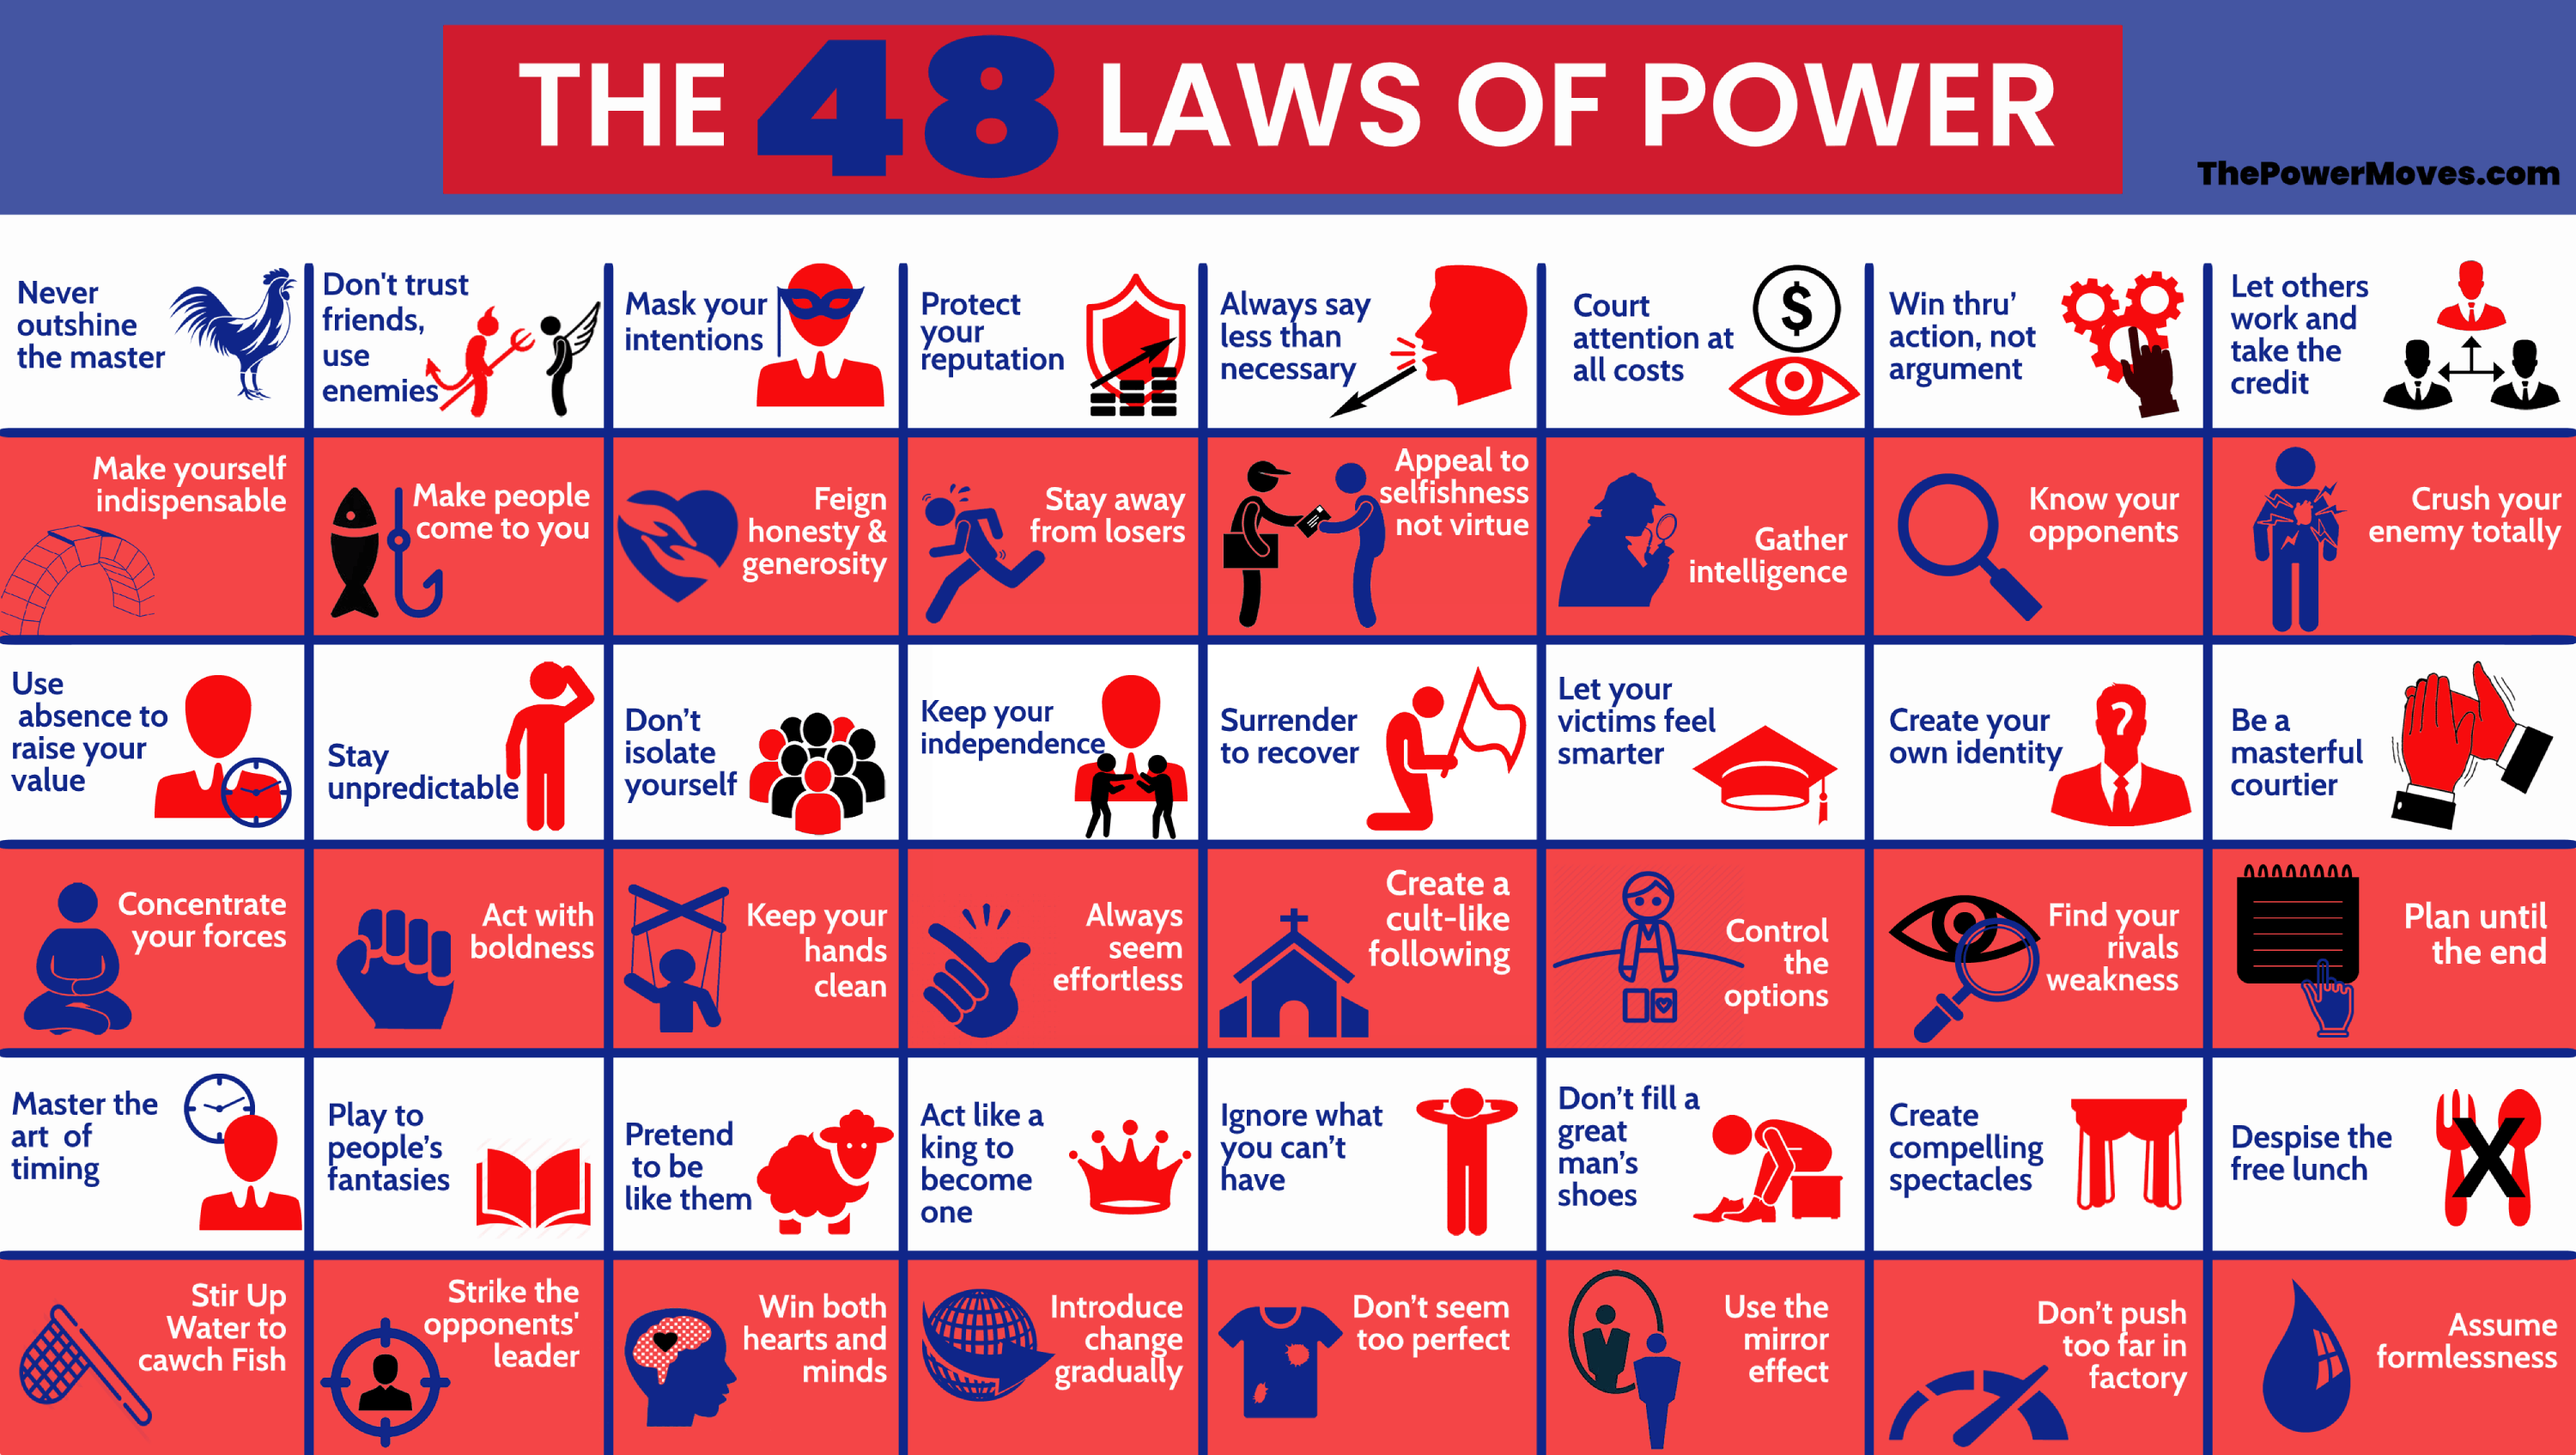 THE 48 LAWS OF POWER
ThePowerMoves.com
Never
outshine
the master
Don't trust
friends,
use
enemies
Mask your
intentions
Protect
your
reputation
Always say
less than
necessary
Court
attention at
all costs
$
Win thru'
action, not
argument
Let others
work and
take the
credit
Make yourself
indispensable
Make people
come to you
Feign
honesty &
generosity
Stay away
from losers
Appeal to
selfishness
not virtue
Gather
intelligence
Know your
opponents
Crush your
enemy totally
Use
absence to
raise your
value
Stay
unpredictable
Don't
isolate
yourself
Keep your
independence
Surrender
to recover
Let your
victims feel
smarter
Create your
own identity
?
Be a
masterful
courtier
Concentrate
your forces
Act with
boldness
Keep your
hands
clean
Always
seem
effortless
Create a
cult-like
following
Control
the
options
Find your
rivals
weakness
Plan until
the end
Master the
art of
timing
Play to
people's
fantasies
Pretend
to be
like them
Act like a
king to
become
one
Ignore what
you can't
have
Don't fill a
great
man's
shoes
Create
compelling
spectacles
Despise the
free lunch
X
Stir Up
Water to
cawch Fish
Strike the
opponents'
leader
Win both
hearts and
minds
Introduce
change
gradually
Don't seem
too perfect
Use the
mirror
effect
Don't push
too far in
factory
Assume
formlessness